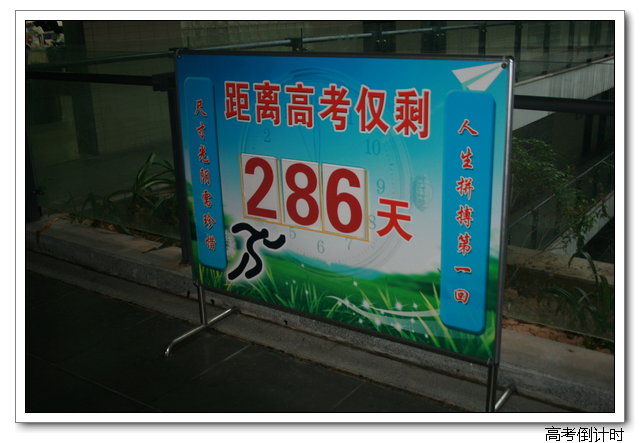 距离高考仅剩
尺寸光阴需珍惜
286天
人生拼搏第一回
高考倒计时